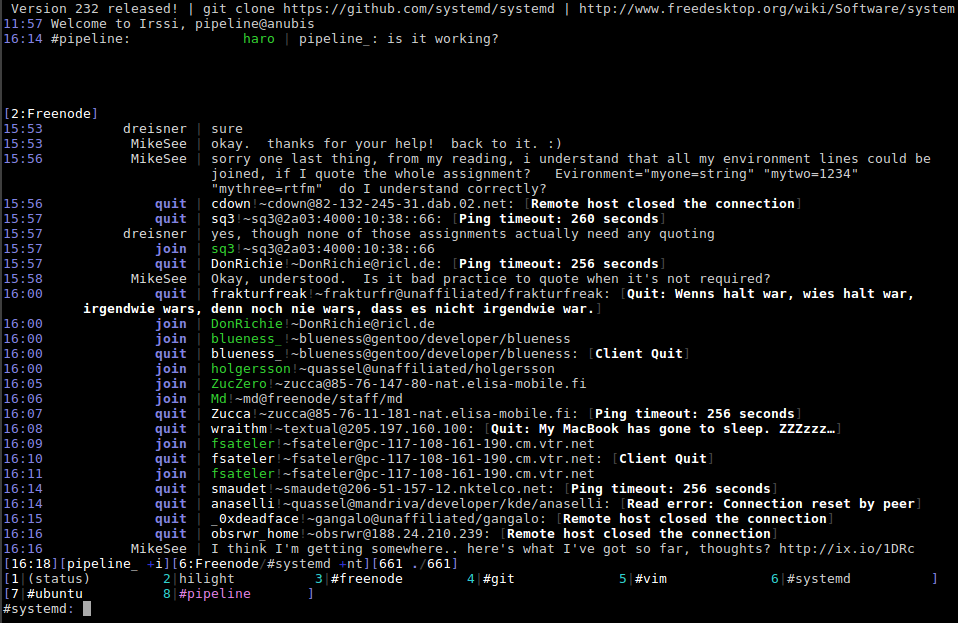 Version 232 released! | git clone https://github.com/systemd/systemd | http://www.freedesktop.org/wiki/Software/system
11:57 Welcome to Irssi, pipeline@anubis
16:14 #pipeline: haro | pipeline_: is it working?
[2:Freenode]
15:53 dreisner | sure
15:53 MikeSee | okay.  thanks for your help!  back to it. :)
15:56 MikeSee | sorry one last thing, from my reading, i understand that all my environment lines could be
joined, if I quote the whole assignment?   Evironment="myone=string" "mytwo=1234"
"mythree=rtfm"  do I understand correctly?
15:56 quit | cdown!~cdown@82-132-245-31.dab.02.net: [Remote host closed the connection]
15:57 quit | sq3!~sq3@2a03:4000:10:38::66: [Ping timeout: 260 seconds]
15:57 dreisner | yes, though none of those assignments actually need any quoting
15:57 join | sq3!~sq3@2a03:4000:10:38::66
15:57 quit | DonRichie!~DonRichie@ricl.de: [Ping timeout: 256 seconds]
15:58 MikeSee | Okay, understood.  Is it bad practice to quote when it's not required?
16:00 quit | frakturfreak!~frakturfr@unaffiliated/frakturfreak: [Quit: Wenns halt war, wies halt war,
irgendwie wars, denn noch nie wars, dass es nicht irgendwie war.]
16:00 join | DonRichie!~DonRichie@ricl.de
16:00 join | blueness_!~blueness@gentoo/developer/blueness
16:00 quit | blueness_!~blueness@gentoo/developer/blueness: [Client Quit]
16:00 join | holgersson!~quassel@unaffiliated/holgersson
16:05 join | ZucZero!~zucca@85-76-147-80-nat.elisa-mobile.fi
16:06 join | Md!~md@freenode/staff/md
16:07 quit | Zucca!~zucca@85-76-11-181-nat.elisa-mobile.fi: [Ping timeout: 256 seconds]
16:08 quit | wraithm!~textual@205.197.160.100: [Quit: My MacBook has gone to sleep. ZZZzzz…]
16:09 join | fsateler!~fsateler@pc-117-108-161-190.cm.vtr.net
16:10 quit | fsateler!~fsateler@pc-117-108-161-190.cm.vtr.net: [Client Quit]
16:11 join | fsateler!~fsateler@pc-117-108-161-190.cm.vtr.net
16:14 quit | smaudet!~smaudet@206-51-157-12.nktelco.net: [Ping timeout: 256 seconds]
16:14 quit | anaselli!~quassel@mandriva/developer/kde/anaselli: [Read error: Connection reset by peer]
16:15 quit | _0xdeadface!~gangalo@unaffiliated/gangalo: [Remote host closed the connection]
16:16 quit | obsrwr_home!~obsrwr@188.24.210.239: [Remote host closed the connection]
16:16 MikeSee | I think I'm getting somewhere.. here's what I've got so far, thoughts? http://ix.io/1DRc
[16:18][pipeline_ +i][6:Freenode/#systemd +nt][661 ./661]
[1|(status) 2|hilight 3|#freenode 4|#git 5|#vim 6|#systemd ]
[7|#ubuntu 8|#pipeline ]
#systemd: